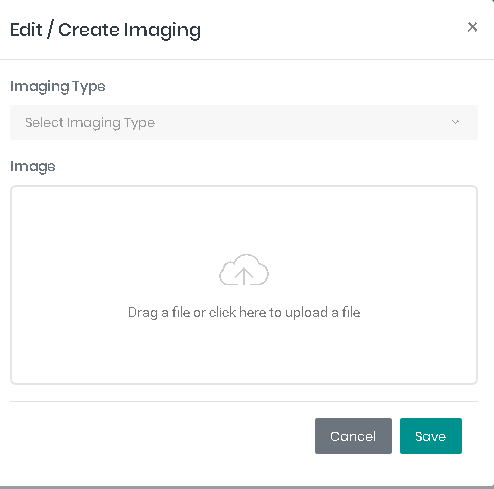 Edit / Create Imaging
Imaging Type
Select Imaging Type
Image
Drag a file or click here to upload a file
Cancel Save